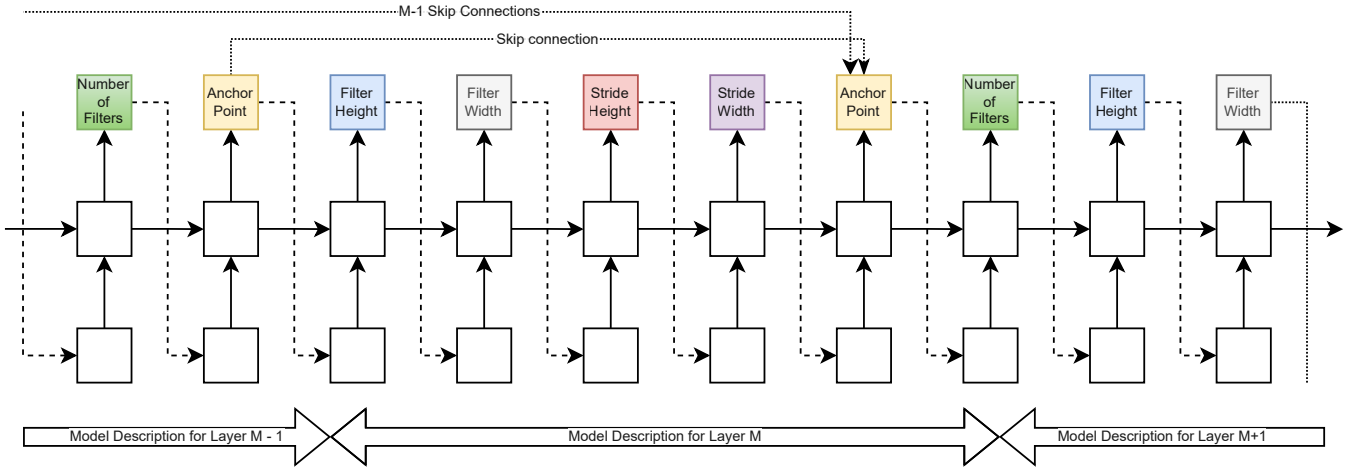 M-1 Skip Connections
Skip connection
Number
of
Filters
Anchor
Point
Filter
Height
Filter
Width
Stride
Height
Stride
Width
Anchor
Point
Number
of
Filters
Filter
Height
Filter
Width
Model Description for Layer M - 1
Model Description for Layer M
Model Description for Layer M+1